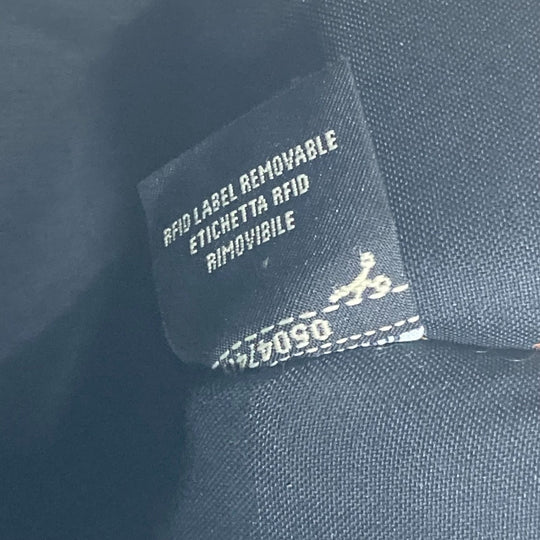 RFID LABEL REMOVABLE
ETICHETTA RFID
RIMOVIBILE